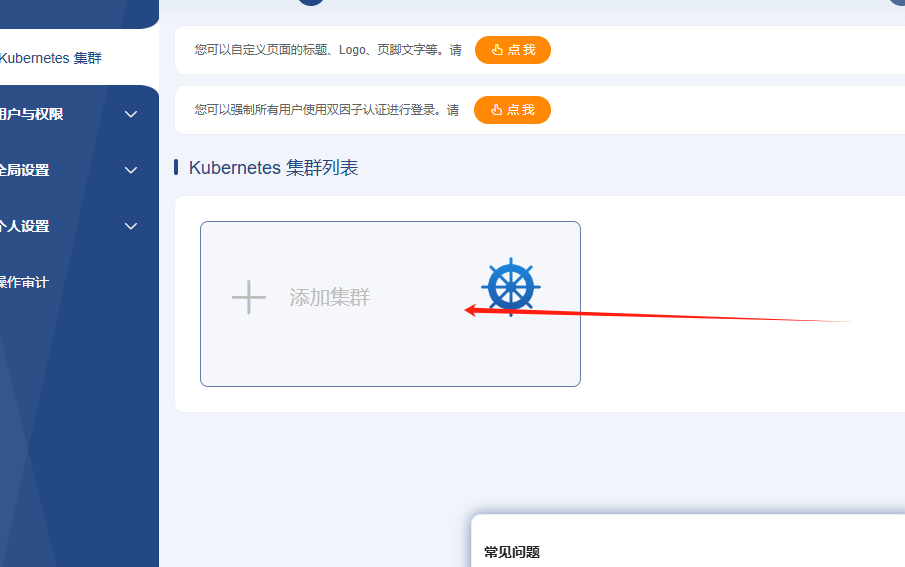 您可以自定义页面的标题、Logo、页脚文字等。请 点 我
Kubernetes 集群
您可以强制所有用户使用双因子认证进行登录。请 点 我
用户与权限
Kubernetes 集群列表
全局设置
个人设置
操作审计
添加集群
常见问题